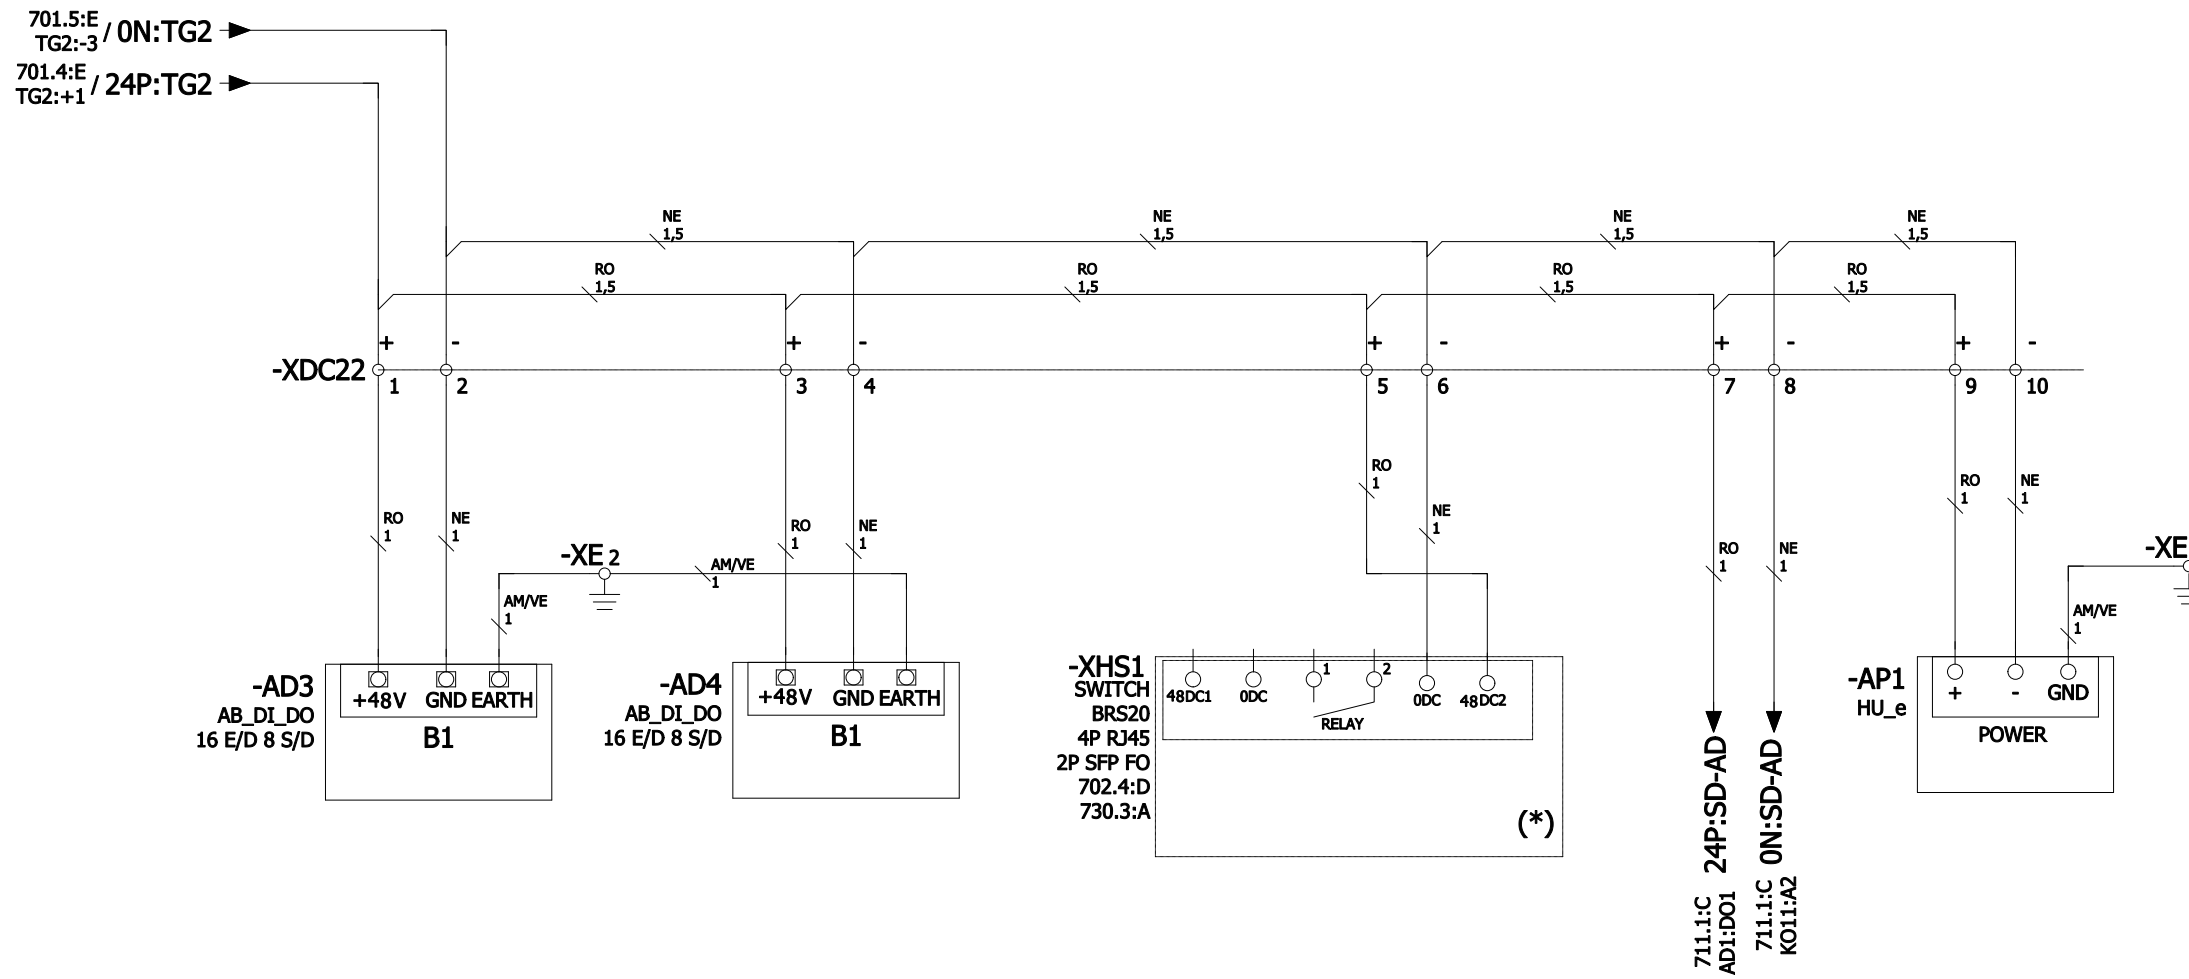 701.5:E
TG2:-3 / 0N:TG2
701.4:E
TG2:+1 / 24P:TG2
NE
1,5
NE
1,5
NE
1,5
NE
1,5
RO
1,5
RO
1,5
RO
1,5
RO
1,5
+ - + - + - + - + -
-XDC22
1 2 3 4 5 6 7 8 9 10
RO
1
NE
1
RO
1
NE
1
RO
1
NE
1
RO
1
NE
1
RO
1
NE
1
-XE 2
AM/VE
1
AM/VE
1
-XE
AM/VE
1
-AD3
AB_DI_DO
16 E/D 8 S/D
+48V GND EARTH
B1
-AD4
AB_DI_DO
16 E/D 8 S/D
+48V GND EARTH
B1
-XHS1
SWITCH
BRS20
4P RJ45
2P SFP FO
702.4:D
730.3:A
48DC1 0DC 1 2 0DC 48DC2
RELAY
(*)
24P:SD-AD
711.1:C
AD1:DO1
0N:SD-AD
711.1:C
KO11:A2
-AP1
HU_e
+ - GND
POWER